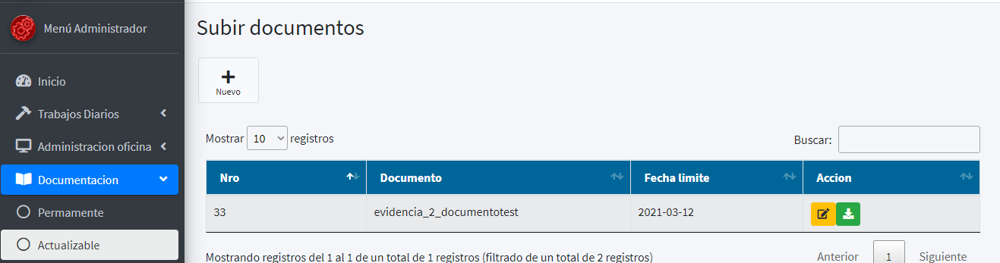 Menú Administrador
Inicio
Trabajos Diarios
Administracion oficina
Documentacion
Permamente
Actualizable
Subir documentos
Nuevo
Mostrar 10 registros
Buscar:
Nro Documento Fecha limite Accion
33 evidencia_2_documentotest 2021-03-12
Mostrando registros del 1 al 1 de un total de 1 registros (filtrado de un total de 2 registros)
Anterior 1 Siguiente